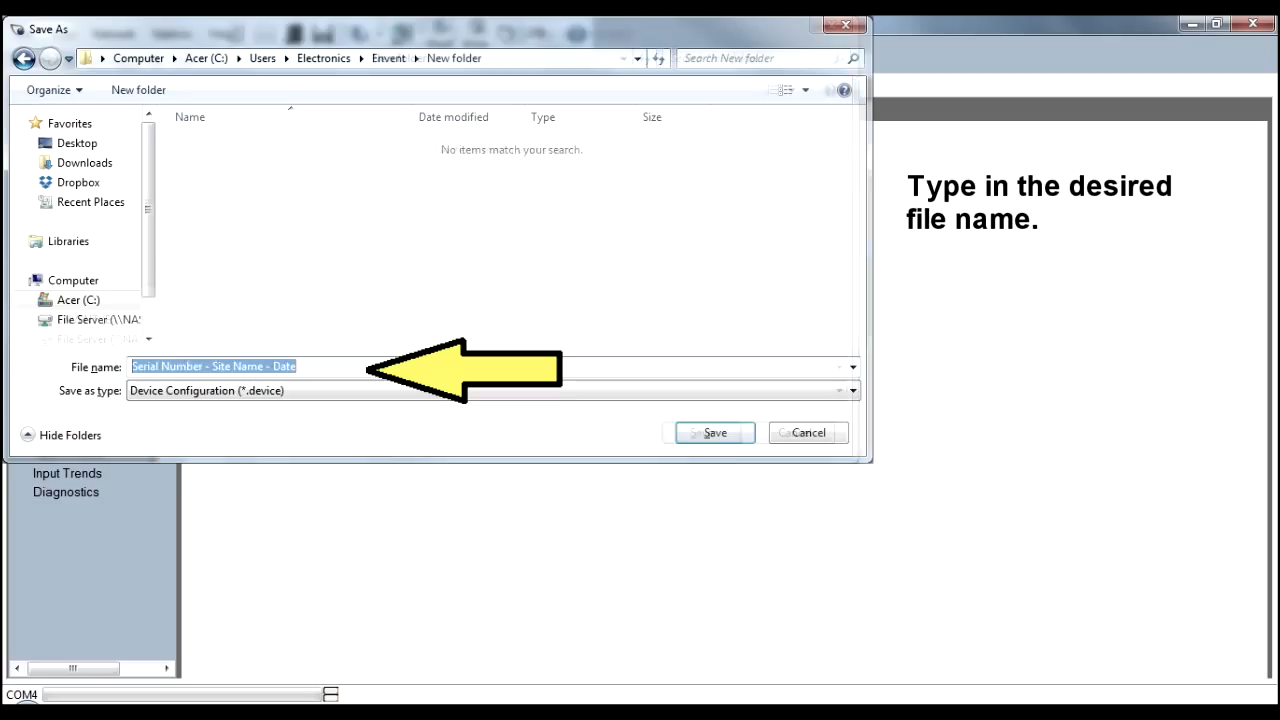 Save As
Computer Acer (C:) Users Electronics Envent New folder
Search New folder
Organize New folder
Name Date modified Type Size
No items match your search.
Favorites
Desktop
Downloads
Dropbox
Recent Places
Libraries
Computer
Acer (C:)
File Server (\\NA
File Server (\\NA
File name: Serial Number - Site Name - Date
Save as type: Device Configuration (*.device)
Hide Folders
Save Cancel
Type in the desired
file name.
Input Trends
Diagnostics
COM4